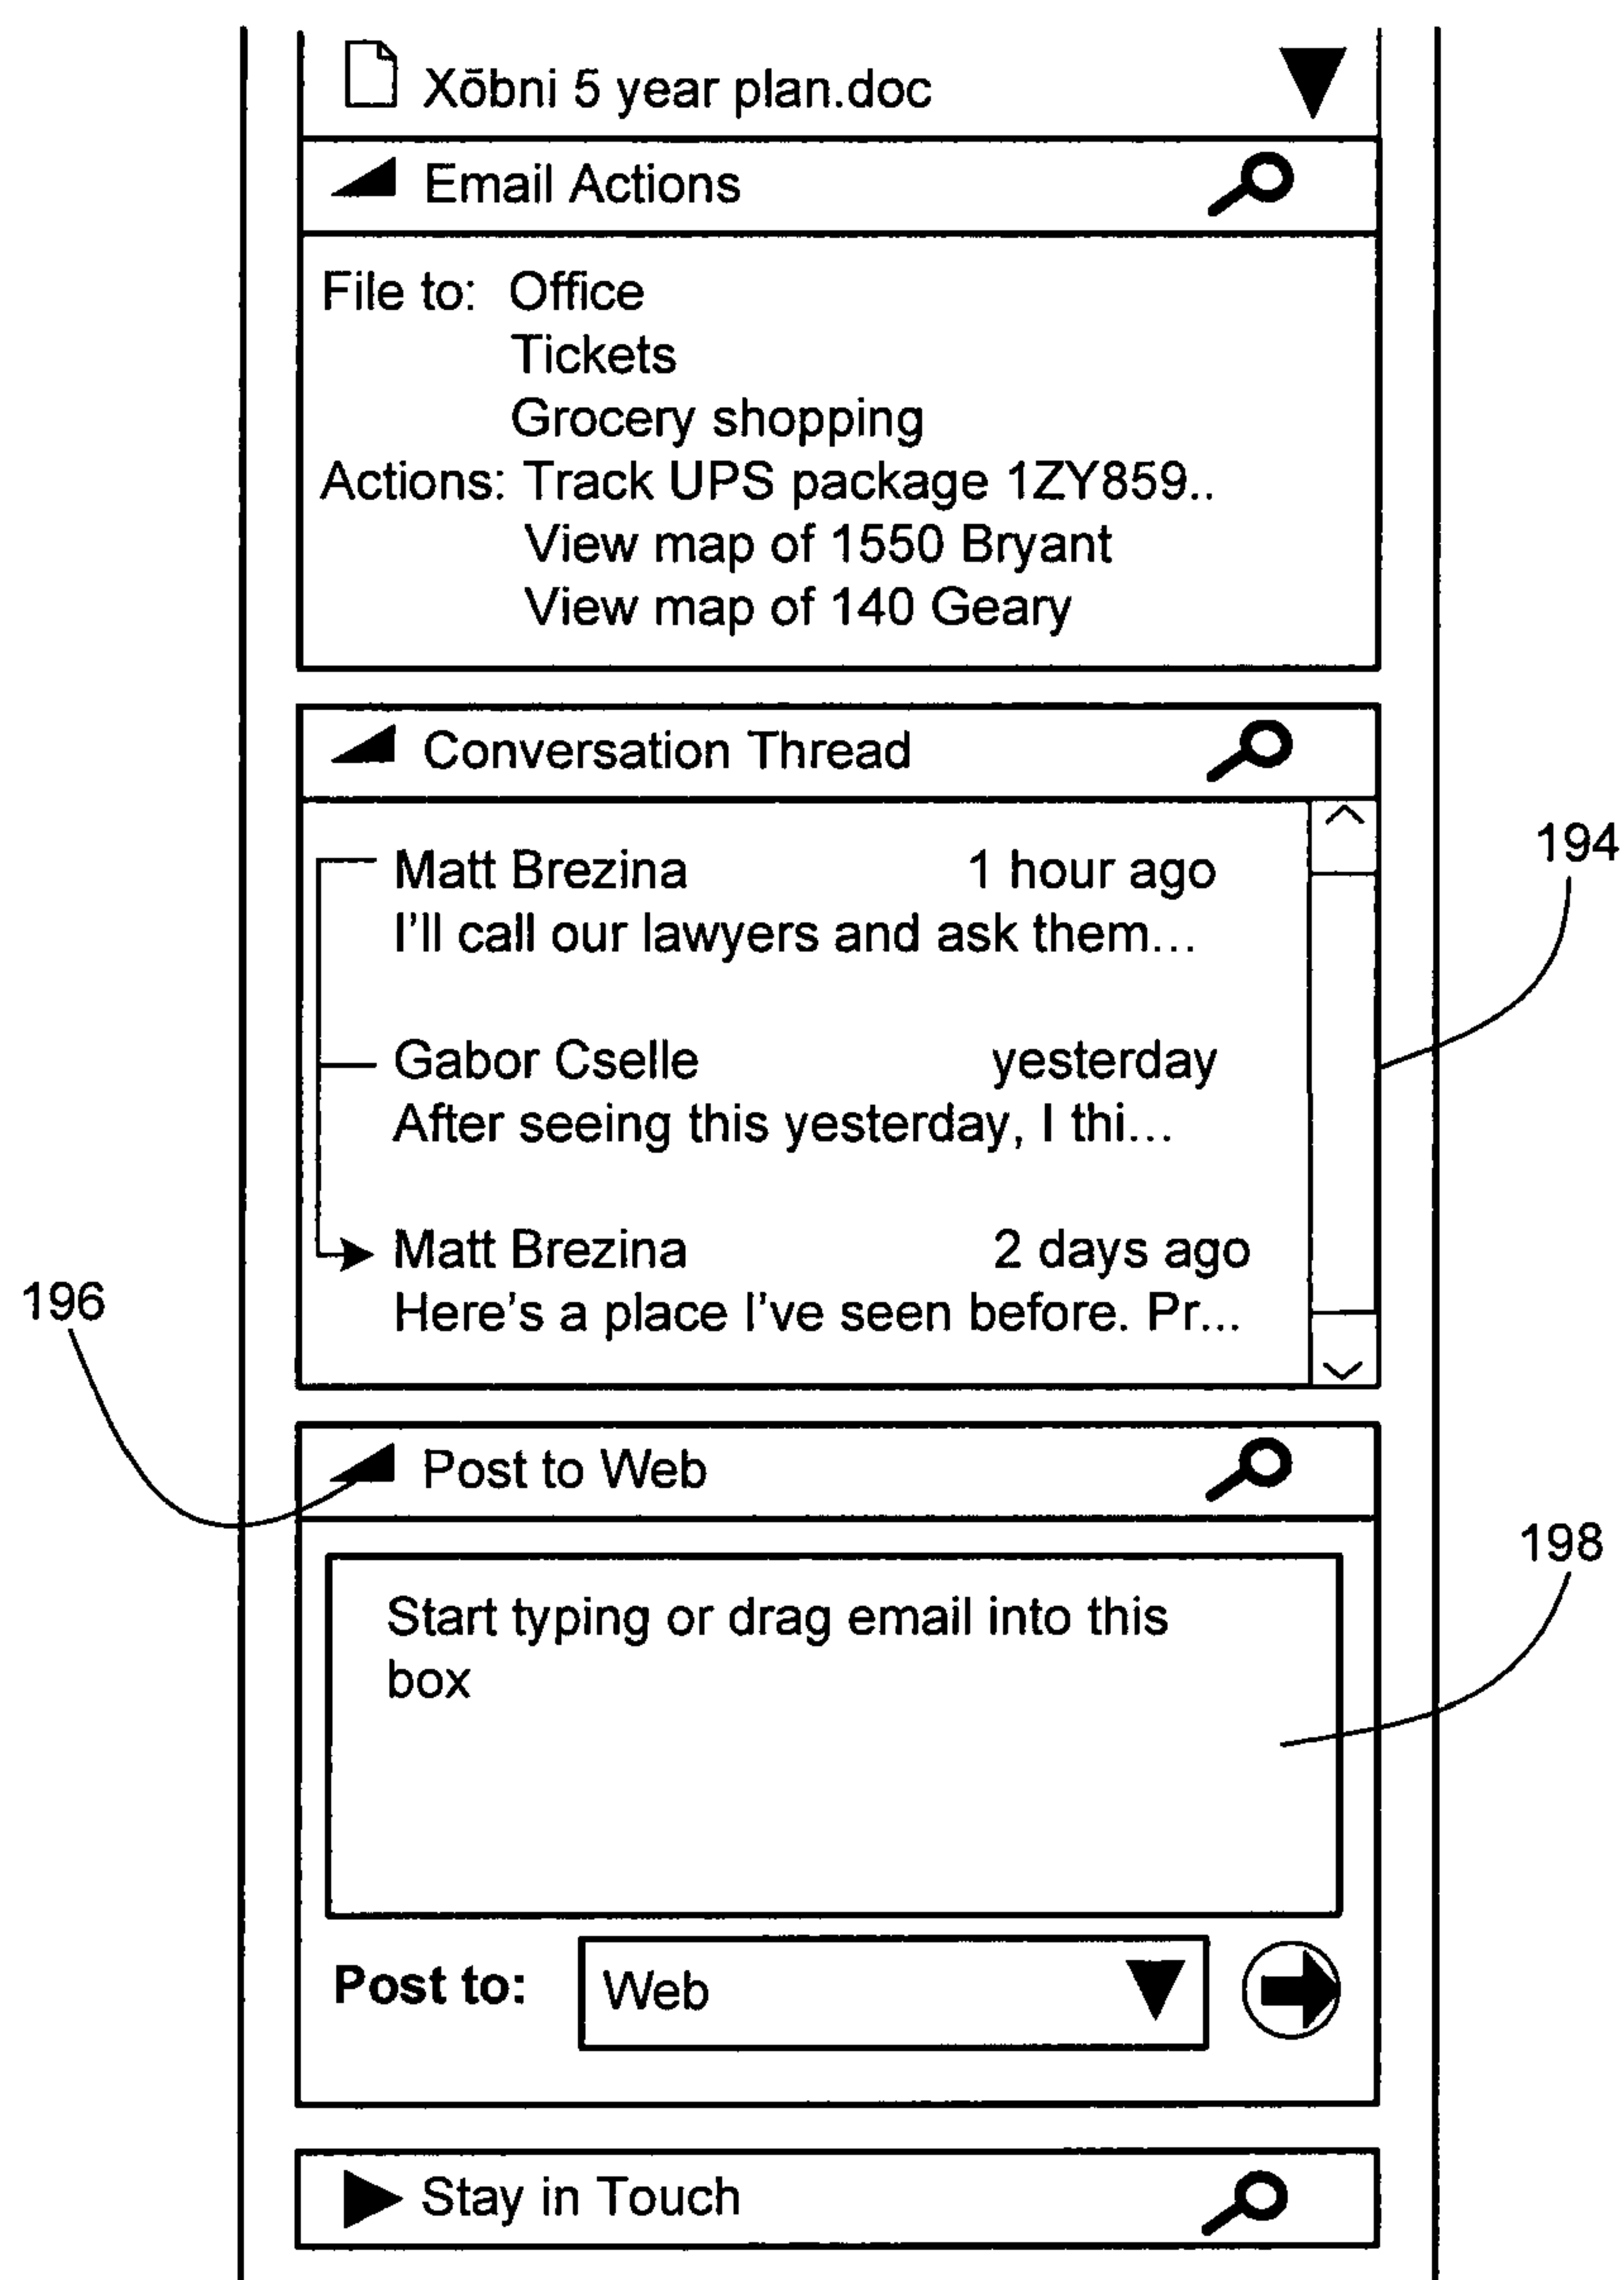 Xōbni 5 year plan.doc
Email Actions
File to: Office
Tickets
Grocery shopping
Actions: Track UPS package 1ZY859..
View map of 1550 Bryant
View map of 140 Geary
Conversation Thread
194
Matt Brezina 1 hour ago
I'll call our lawyers and ask them...
Gabor Cselle yesterday
After seeing this yesterday, I thi...
Matt Brezina 2 days ago
196
Here's a place I've seen before. Pr...
Post to Web
198
Start typing or drag email into this
box
Post to: Web
Stay in Touch